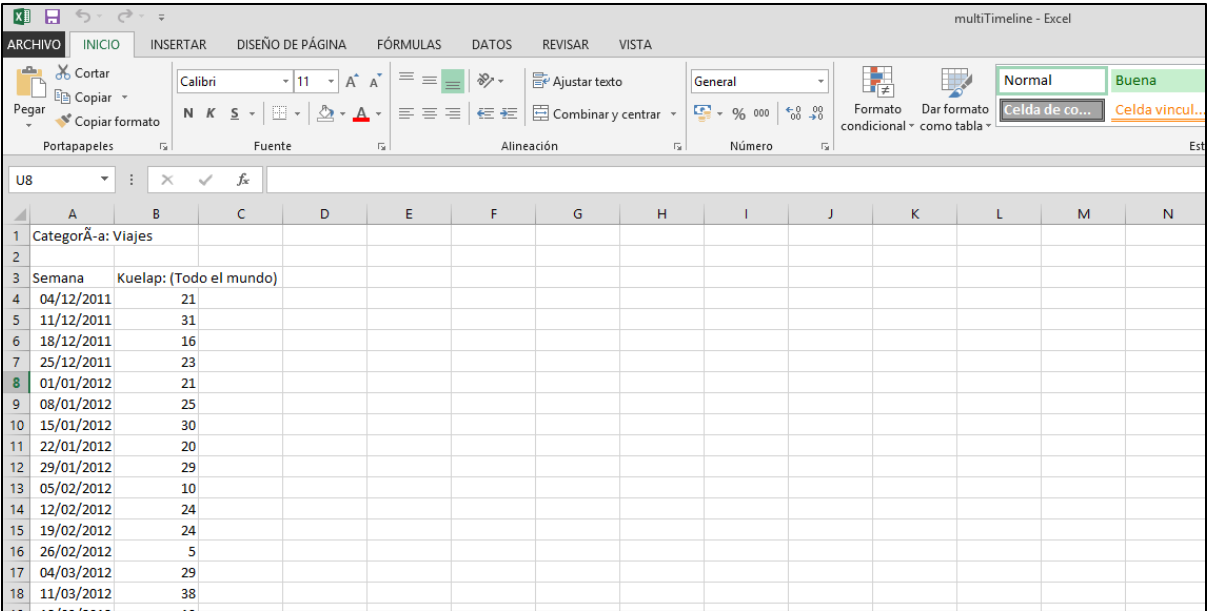 multiTimeline - Excel
ARCHIVO INICIO INSERTAR DISEÑO DE PÁGINA FÓRMULAS DATOS REVISAR VISTA
Pegar
Cortar
Copiar
Copiar formato
Portapapeles
Calibri 11
N K S
Fuente
Ajustar texto
Combinar y centrar
Alineación
General
% 000
Número
Formato condicional
Dar formato como tabla
Normal Buena
Celda de co... Celda vincul...
Est
U8 fx
A B C D E F G H I J K L M N
1 CategorÃ-a: Viajes
2
3 Semana Kuelap: (Todo el mundo)
4 04/12/2011 21
5 11/12/2011 31
6 18/12/2011 16
7 25/12/2011 23
8 01/01/2012 21
9 08/01/2012 25
10 15/01/2012 30
11 22/01/2012 20
12 29/01/2012 29
13 05/02/2012 10
14 12/02/2012 24
15 19/02/2012 24
16 26/02/2012 5
17 04/03/2012 29
18 11/03/2012 38